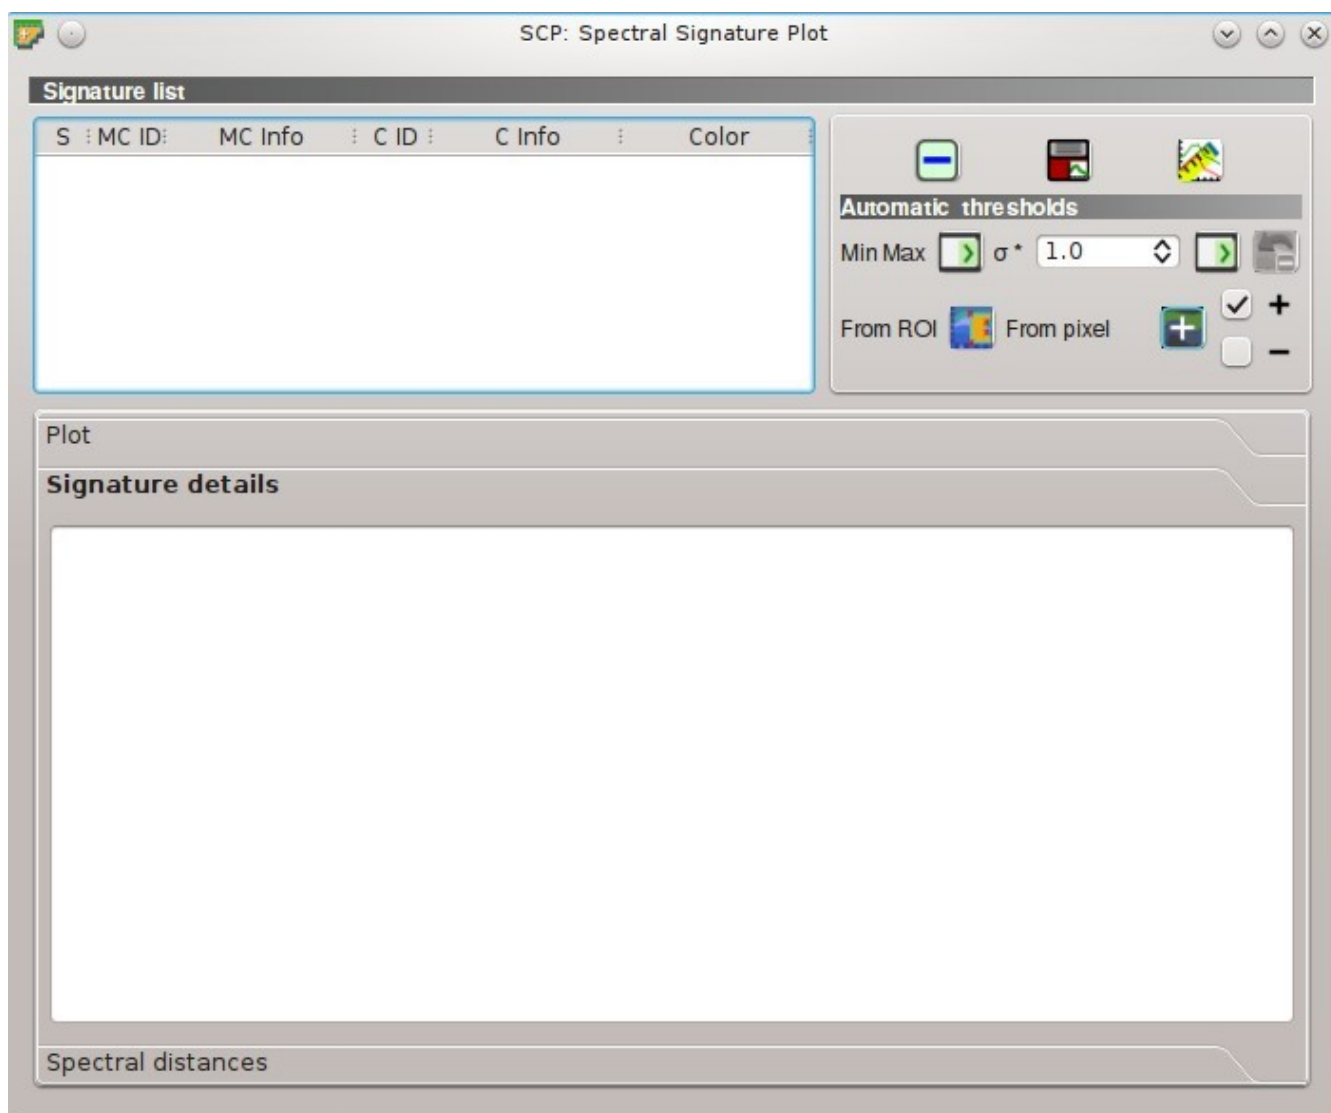 SCP: Spectral Signature Plot
Signature list
S MC ID MC Info C ID C Info Color
Automatic thresholds
Min Max σ * 1.0
From ROI From pixel +
−
Plot
Signature details
Spectral distances